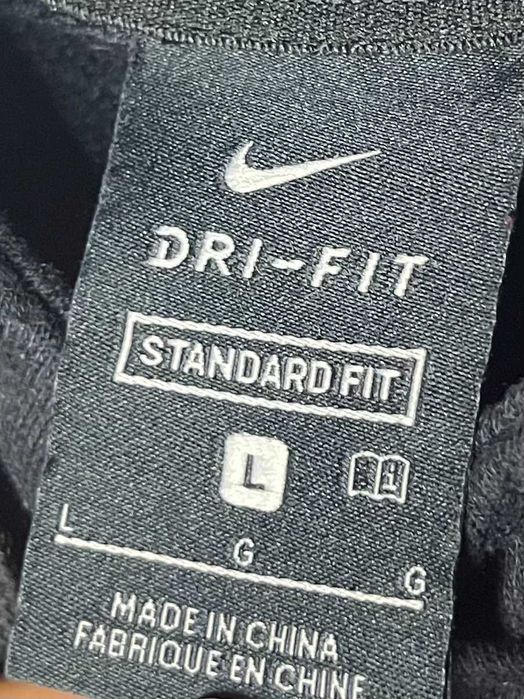 DRI-FIT
STANDARD FIT
L
L G G
MADE IN CHINA
FABRIQUE EN CHINE